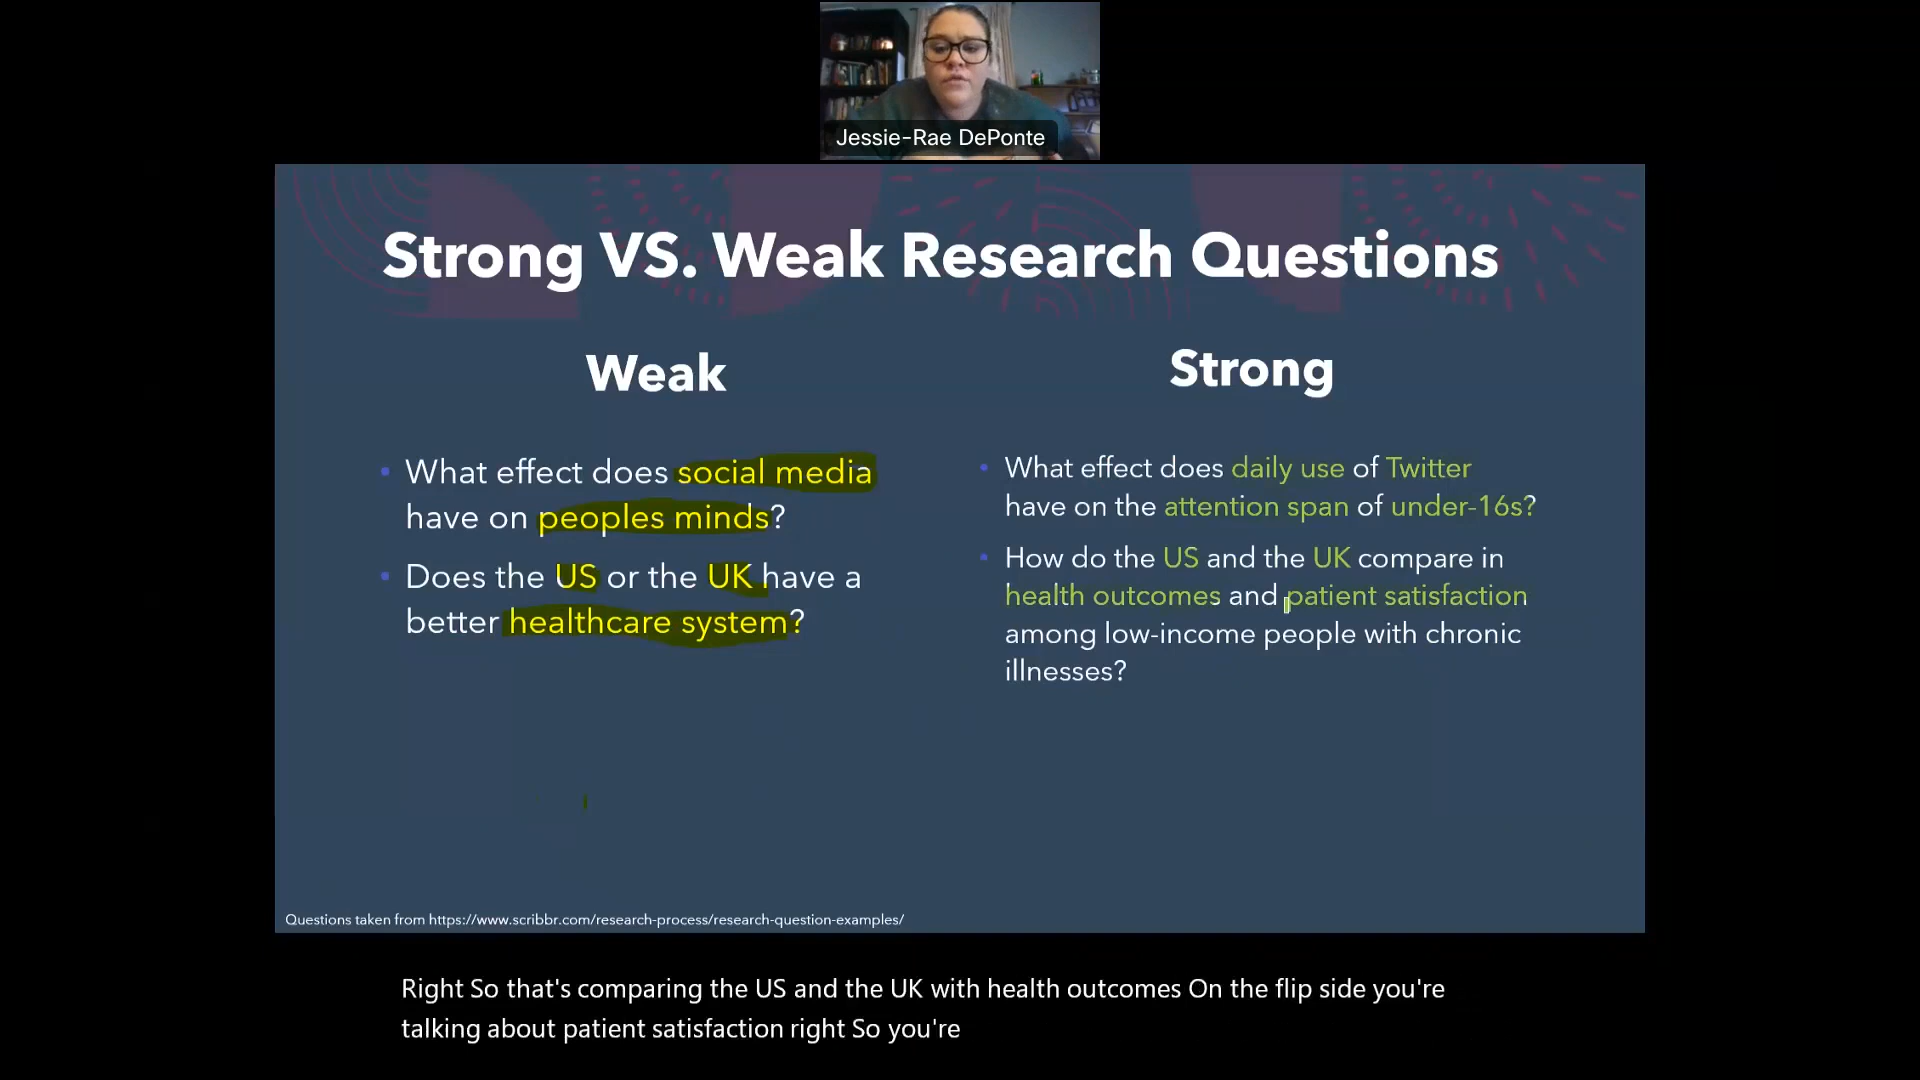 Jessie-Rae DePonte
Strong VS. Weak Research Questions
Weak
• What effect does social media
have on peoples minds?
• Does the US or the UK have a
better healthcare system?
Strong
• What effect does daily use of Twitter
have on the attention span of under-16s?
• How do the US and the UK compare in
health outcomes and patient satisfaction
among low-income people with chronic
illnesses?
Questions taken from https://www.scribbr.com/research-process/research-question-examples/
Right So that's comparing the US and the UK with health outcomes On the flip side you're
talking about patient satisfaction right So you're